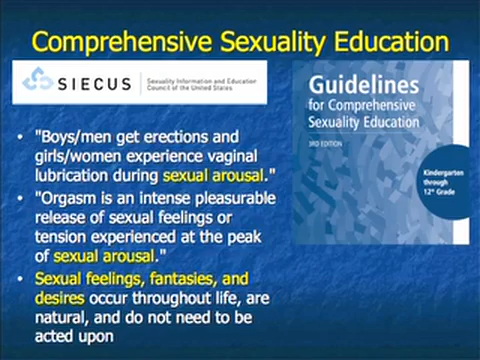 Comprehensive Sexuality Education
SIECUS
Sexuality Information and Education
Council of the United States
Guidelines
for Comprehensive
Sexuality Education
3RD EDITION
Kindergarten
through
12th Grade
• "Boys/men get erections and
girls/women experience vaginal
lubrication during sexual arousal."
• "Orgasm is an intense pleasurable
release of sexual feelings or
tension experienced at the peak
of sexual arousal."
• Sexual feelings, fantasies, and
desires occur throughout life, are
natural, and do not need to be
acted upon